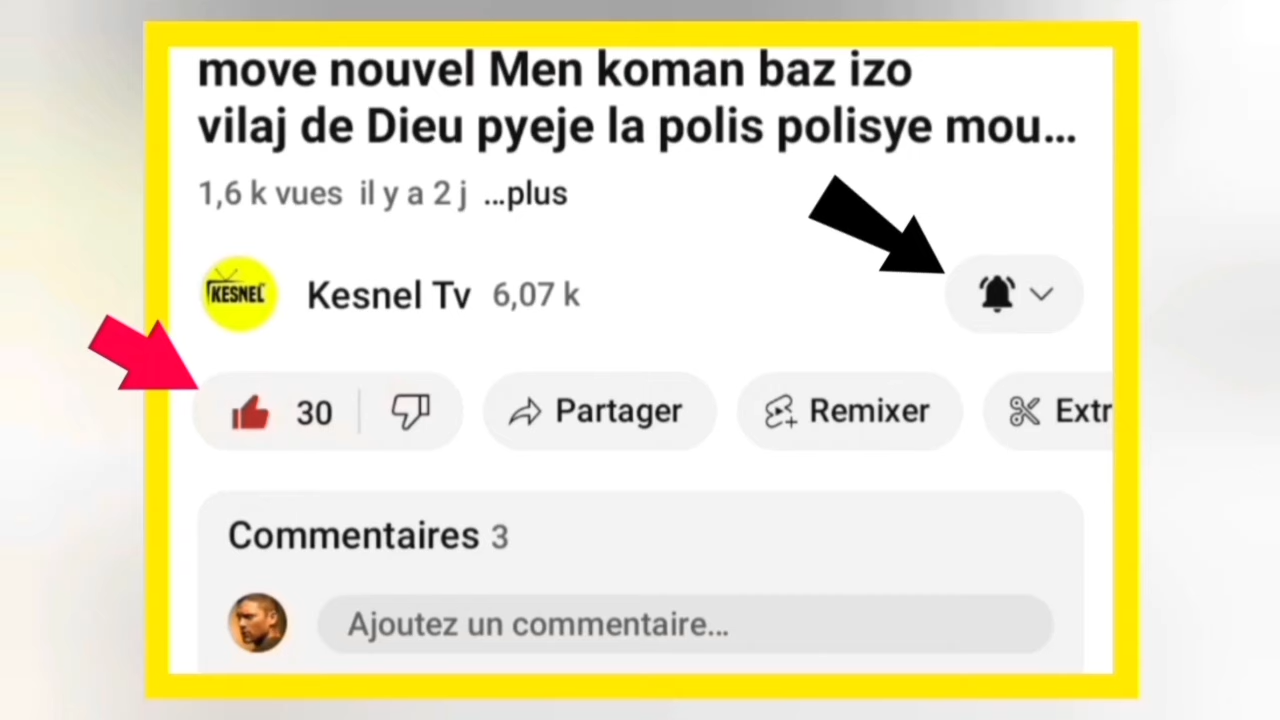 move nouvel Men koman baz izo
vilaj de Dieu pyeje la polis polisye mou...
1,6 k vues il y a 2 j ...plus
KESNEL
Kesnel Tv 6,07 k
30
Partager
Remixer
Extr
Commentaires 3
Ajoutez un commentaire...